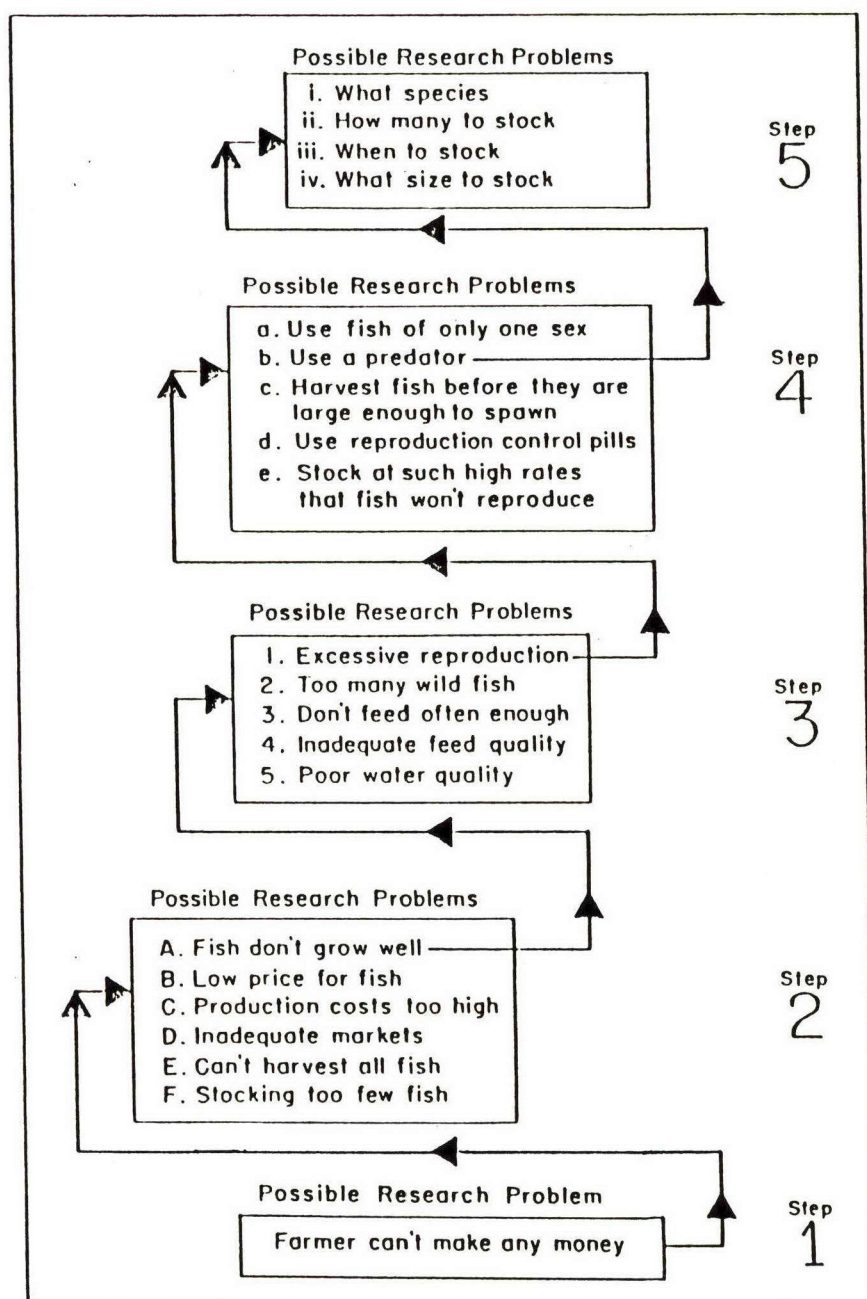 Possible Research Problems
i. What species
ii. How many to stock
iii. When to stock
iv. What size to stock
Step
5
Possible Research Problems
a. Use fish of only one sex
b. Use a predator
c. Harvest fish before they are
large enough to spawn
d. Use reproduction control pills
e. Stock at such high rates
that fish won't reproduce
Step
4
Possible Research Problems
1. Excessive reproduction
2. Too many wild fish
3. Don't feed often enough
4. Inadequate feed quality
5. Poor water quality
Step
3
Possible Research Problems
A. Fish don't grow well
B. Low price for fish
C. Production costs too high
D. Inadequate markets
E. Can't harvest all fish
F. Stocking too few fish
Step
2
Possible Research Problem
Farmer can't make any money
Step
1